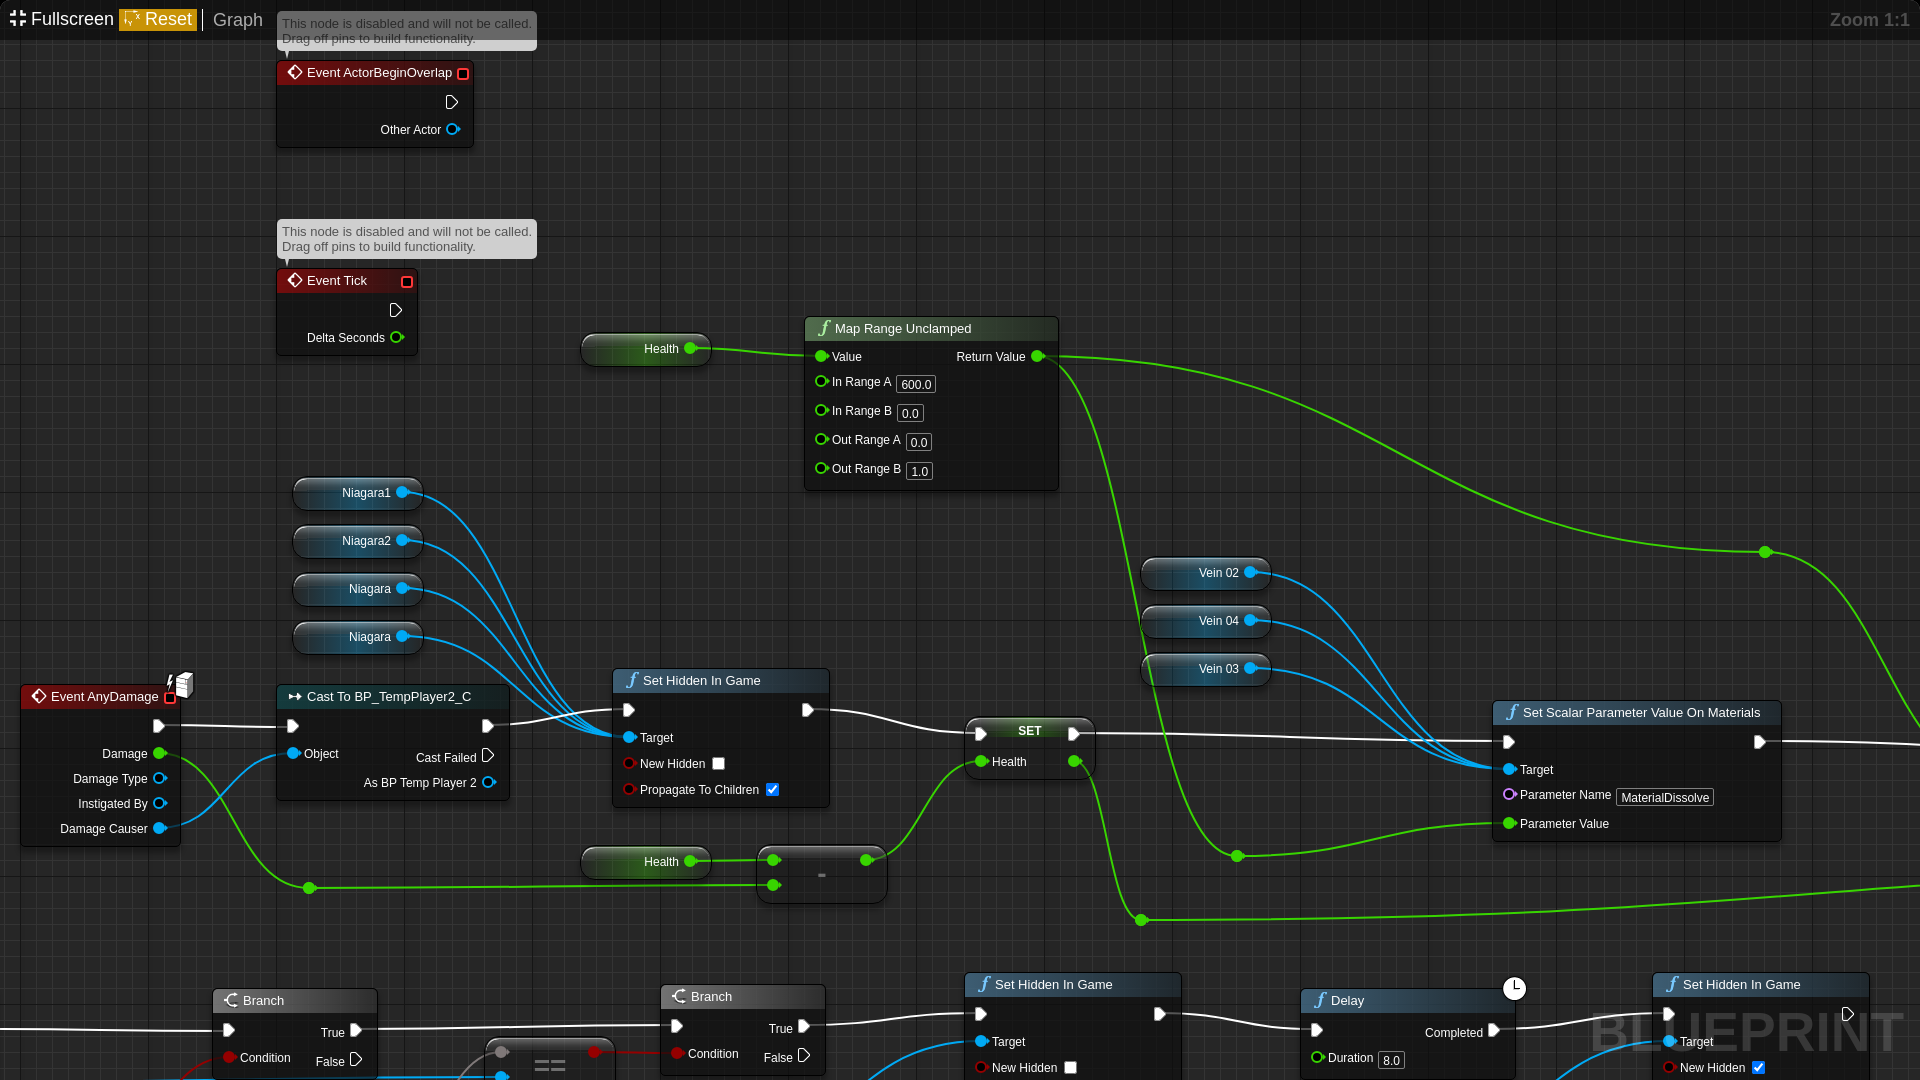 Fullscreen
Reset
Graph
Zoom 1:1
This node is disabled and will not be called.
Drag off pins to build functionality.
Event ActorBeginOverlap
Other Actor
This node is disabled and will not be called.
Drag off pins to build functionality.
Event Tick
Delta Seconds
Health
Map Range Unclamped
Value
Return Value
In Range A
600.0
In Range B
0.0
Out Range A
0.0
Out Range B
1.0
Niagara1
Niagara2
Niagara
Niagara
Vein 02
Vein 04
Vein 03
Event AnyDamage
Damage
Damage Type
Instigated By
Damage Causer
Cast To BP_TempPlayer2_C
Object
Cast Failed
As BP Temp Player 2
Set Hidden In Game
Target
New Hidden
Propagate To Children
SET
Health
Set Scalar Parameter Value On Materials
Target
Parameter Name
MaterialDissolve
Parameter Value
Health
-
Branch
True
Condition
False
==
Branch
True
Condition
False
Set Hidden In Game
Target
New Hidden
Delay
Completed
Duration
8.0
Set Hidden In Game
Target
New Hidden
BLUEPRINT